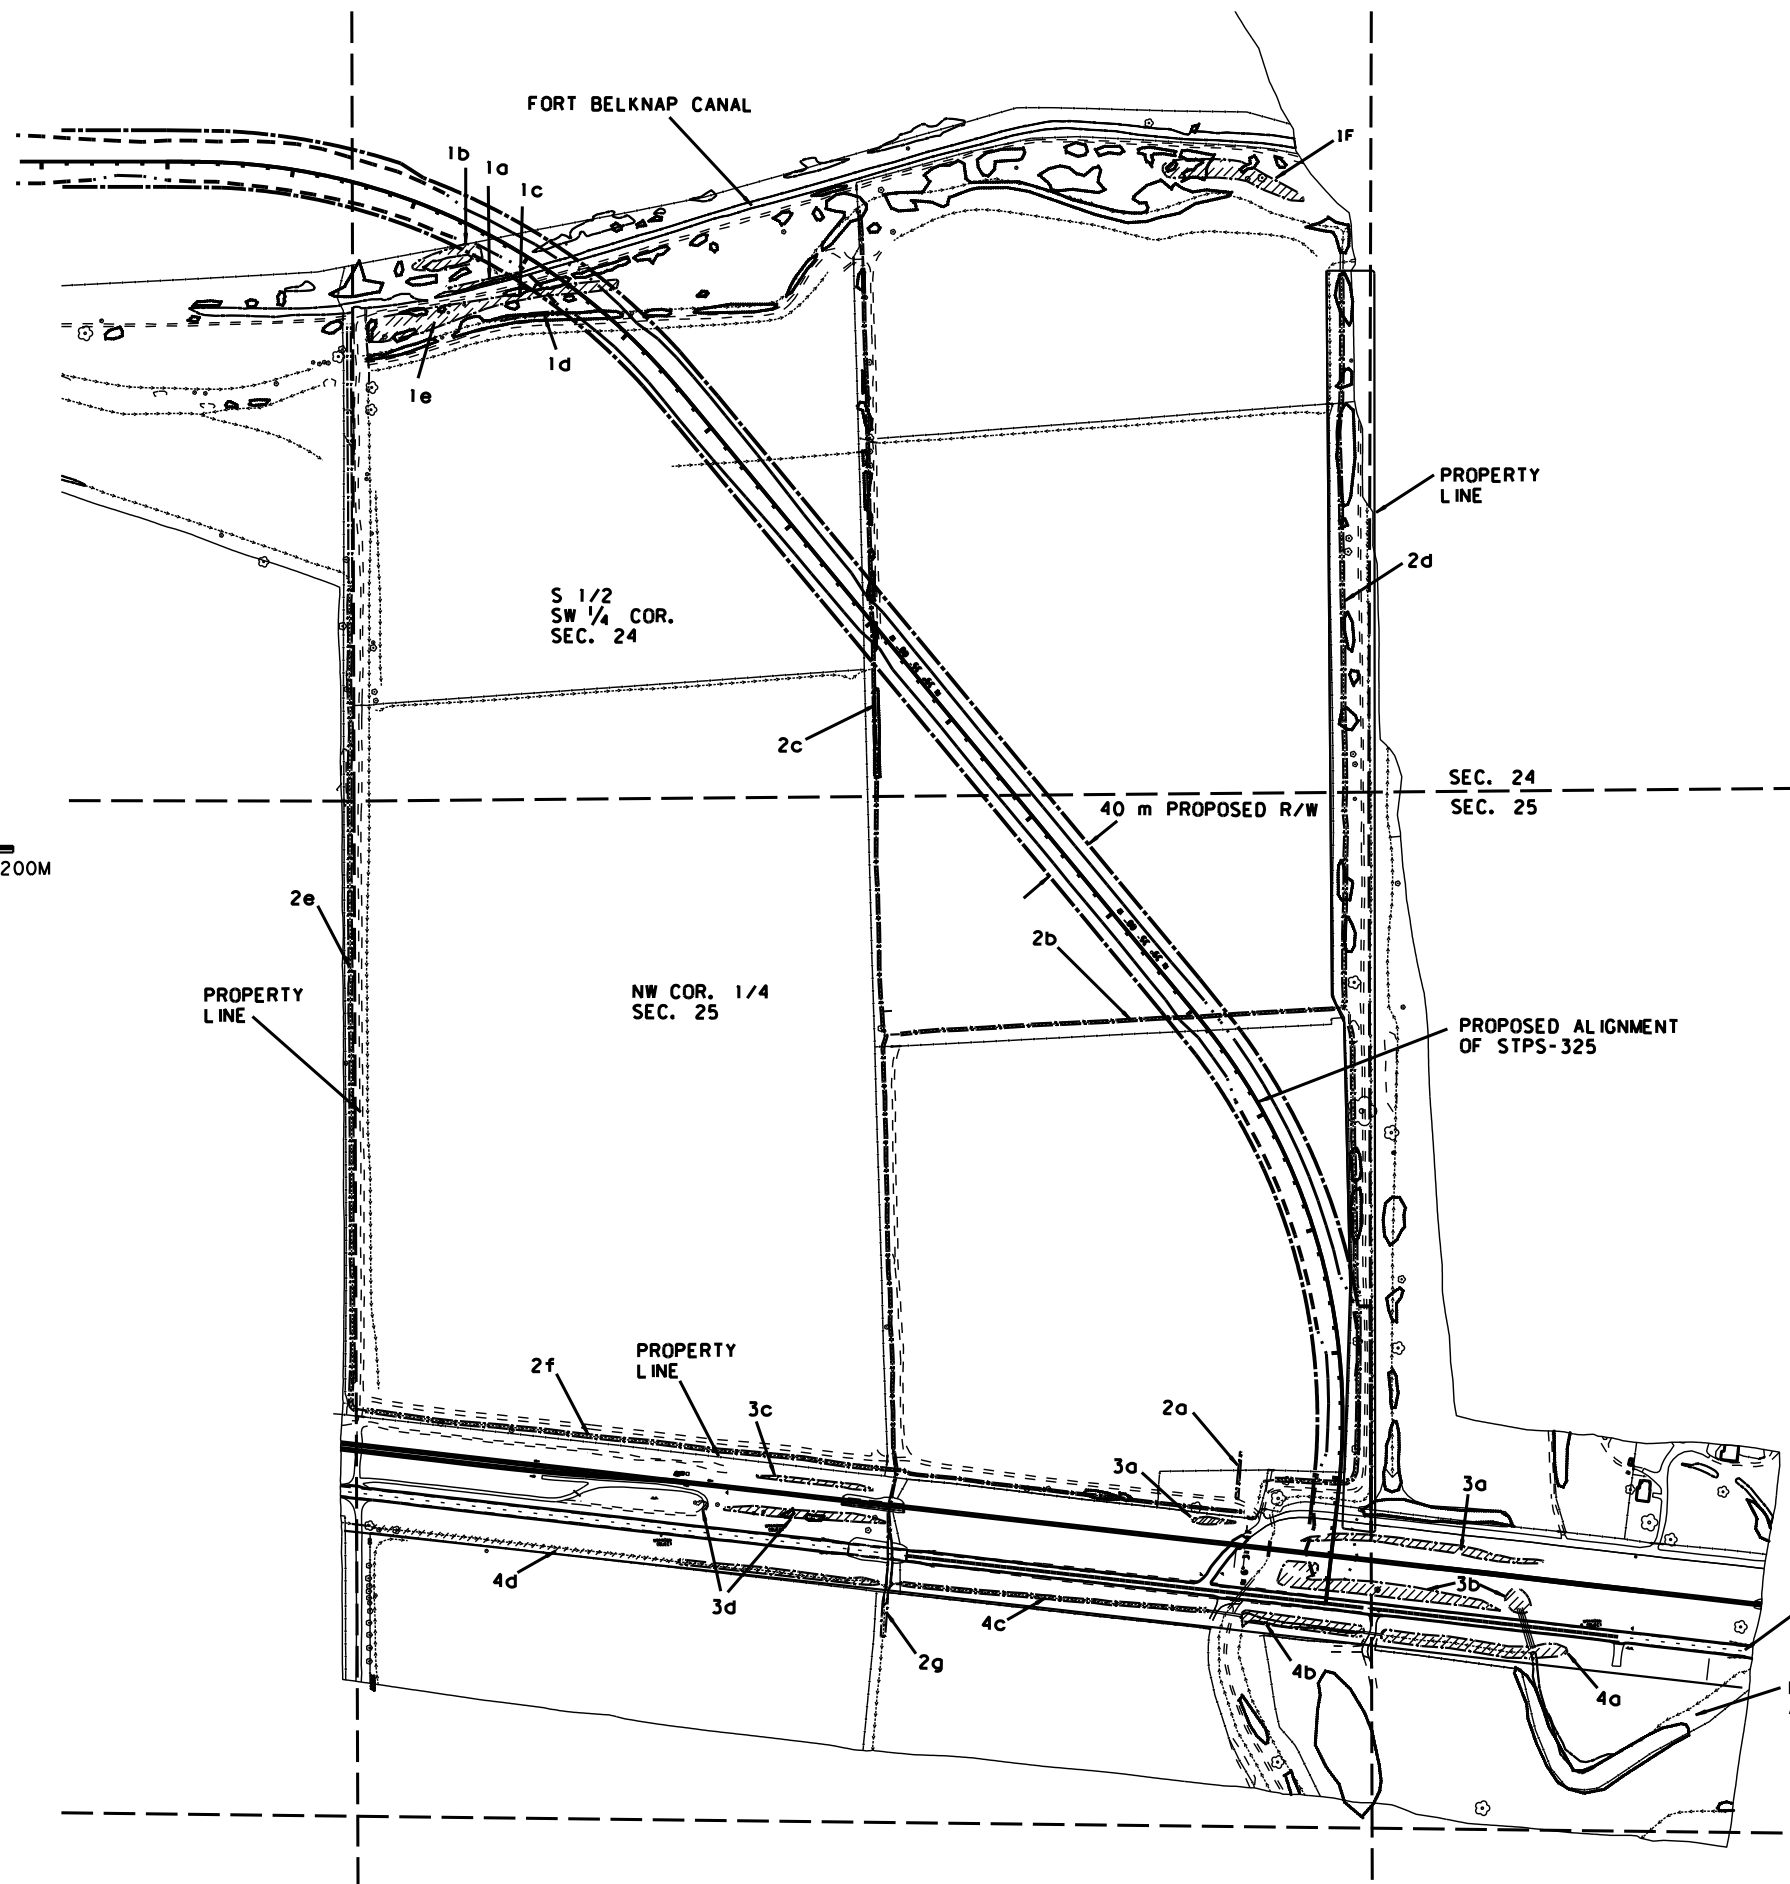 FORT BELKNAP CANAL
1F
1b
1a
1c
1d
1e
PROPERTY
LINE
2d
S 1/2
SW 1/4 COR.
SEC. 24
2c
SEC. 24
40 m PROPOSED R/W
SEC. 25
200M
2e
2b
PROPERTY
LINE
NW COR. 1/4
SEC. 25
PROPOSED ALIGNMENT
OF STPS-325
PROPERTY
LINE
2f
3c
2a
3a
3a
4d
3d
3b
4c
2g
4b
4a